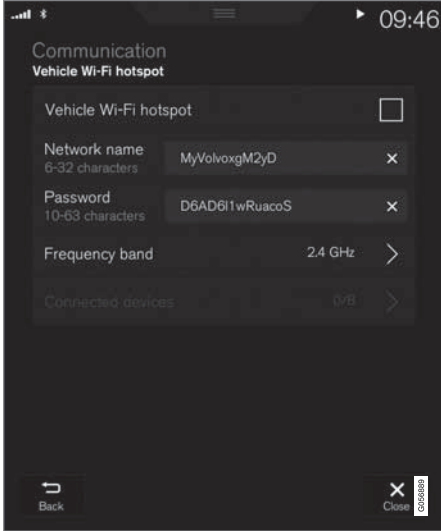 09:46
Communication
Vehicle Wi-Fi hotspot
Vehicle Wi-Fi hotspot
Network name
6-32 characters
MyVolvoxgM2yD
Password
10-63 characters
D6AD6l1wRuacoS
Frequency band
2.4 GHz
Connected devices
0/8
Back
Close
G056889